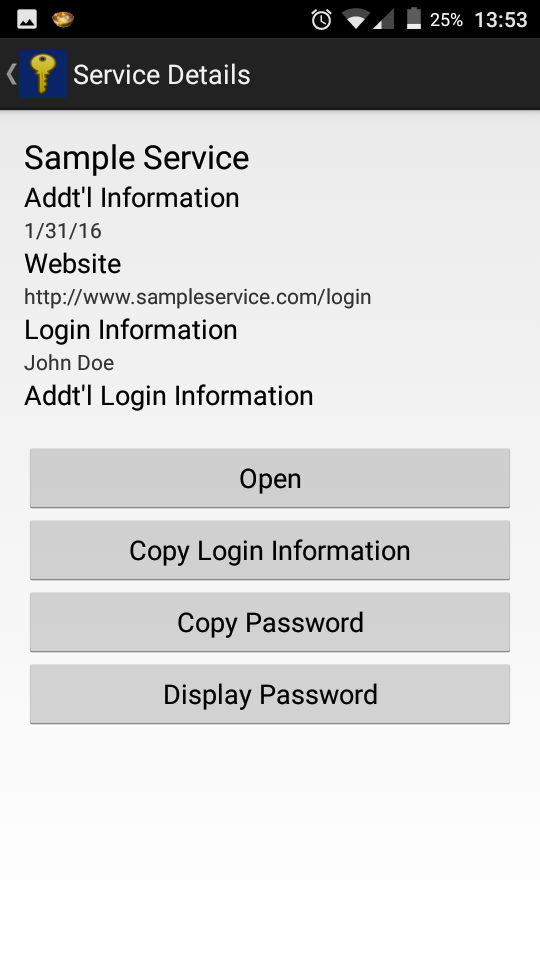 25% 13:53
Service Details
Sample Service
Addt'l Information
1/31/16
Website
http://www.sampleservice.com/login
Login Information
John Doe
Addt'l Login Information
Open
Copy Login Information
Copy Password
Display Password